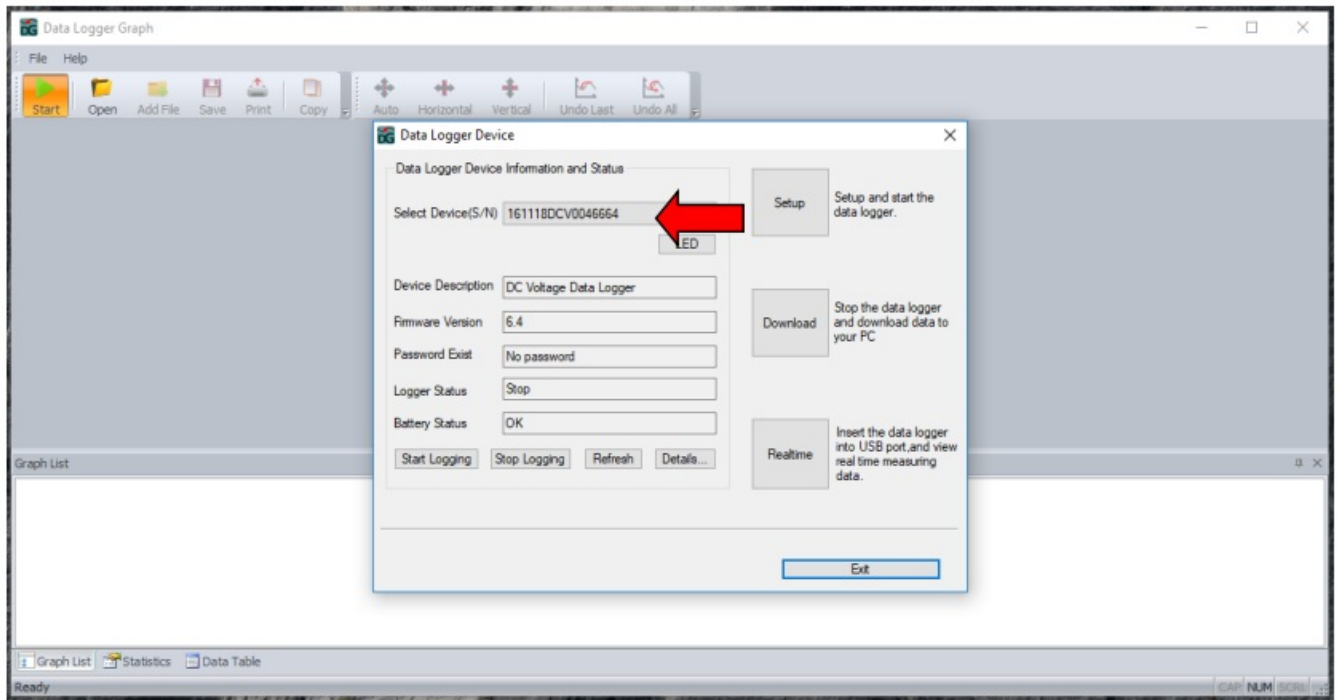 Data Logger Graph
File Help
Start Open Add File Save Print Copy Auto Horizontal Vertical Undo Last Undo All
Data Logger Device
Data Logger Device Information and Status
Select Device(S/N) 161118DCV0046664
LED
Device Description DC Voltage Data Logger
Firmware Version 6.4
Password Exist No password
Logger Status Stop
Battery Status OK
Start Logging Stop Logging Refresh Details...
Setup
Setup and start the
data logger.
Download
Stop the data logger
and download data to
your PC
Realtime
Insert the data logger
into USB port,and view
real time measuring
data.
Exit
Graph List
Graph List Statistics Data Table
Ready
CAP NUM SCRL